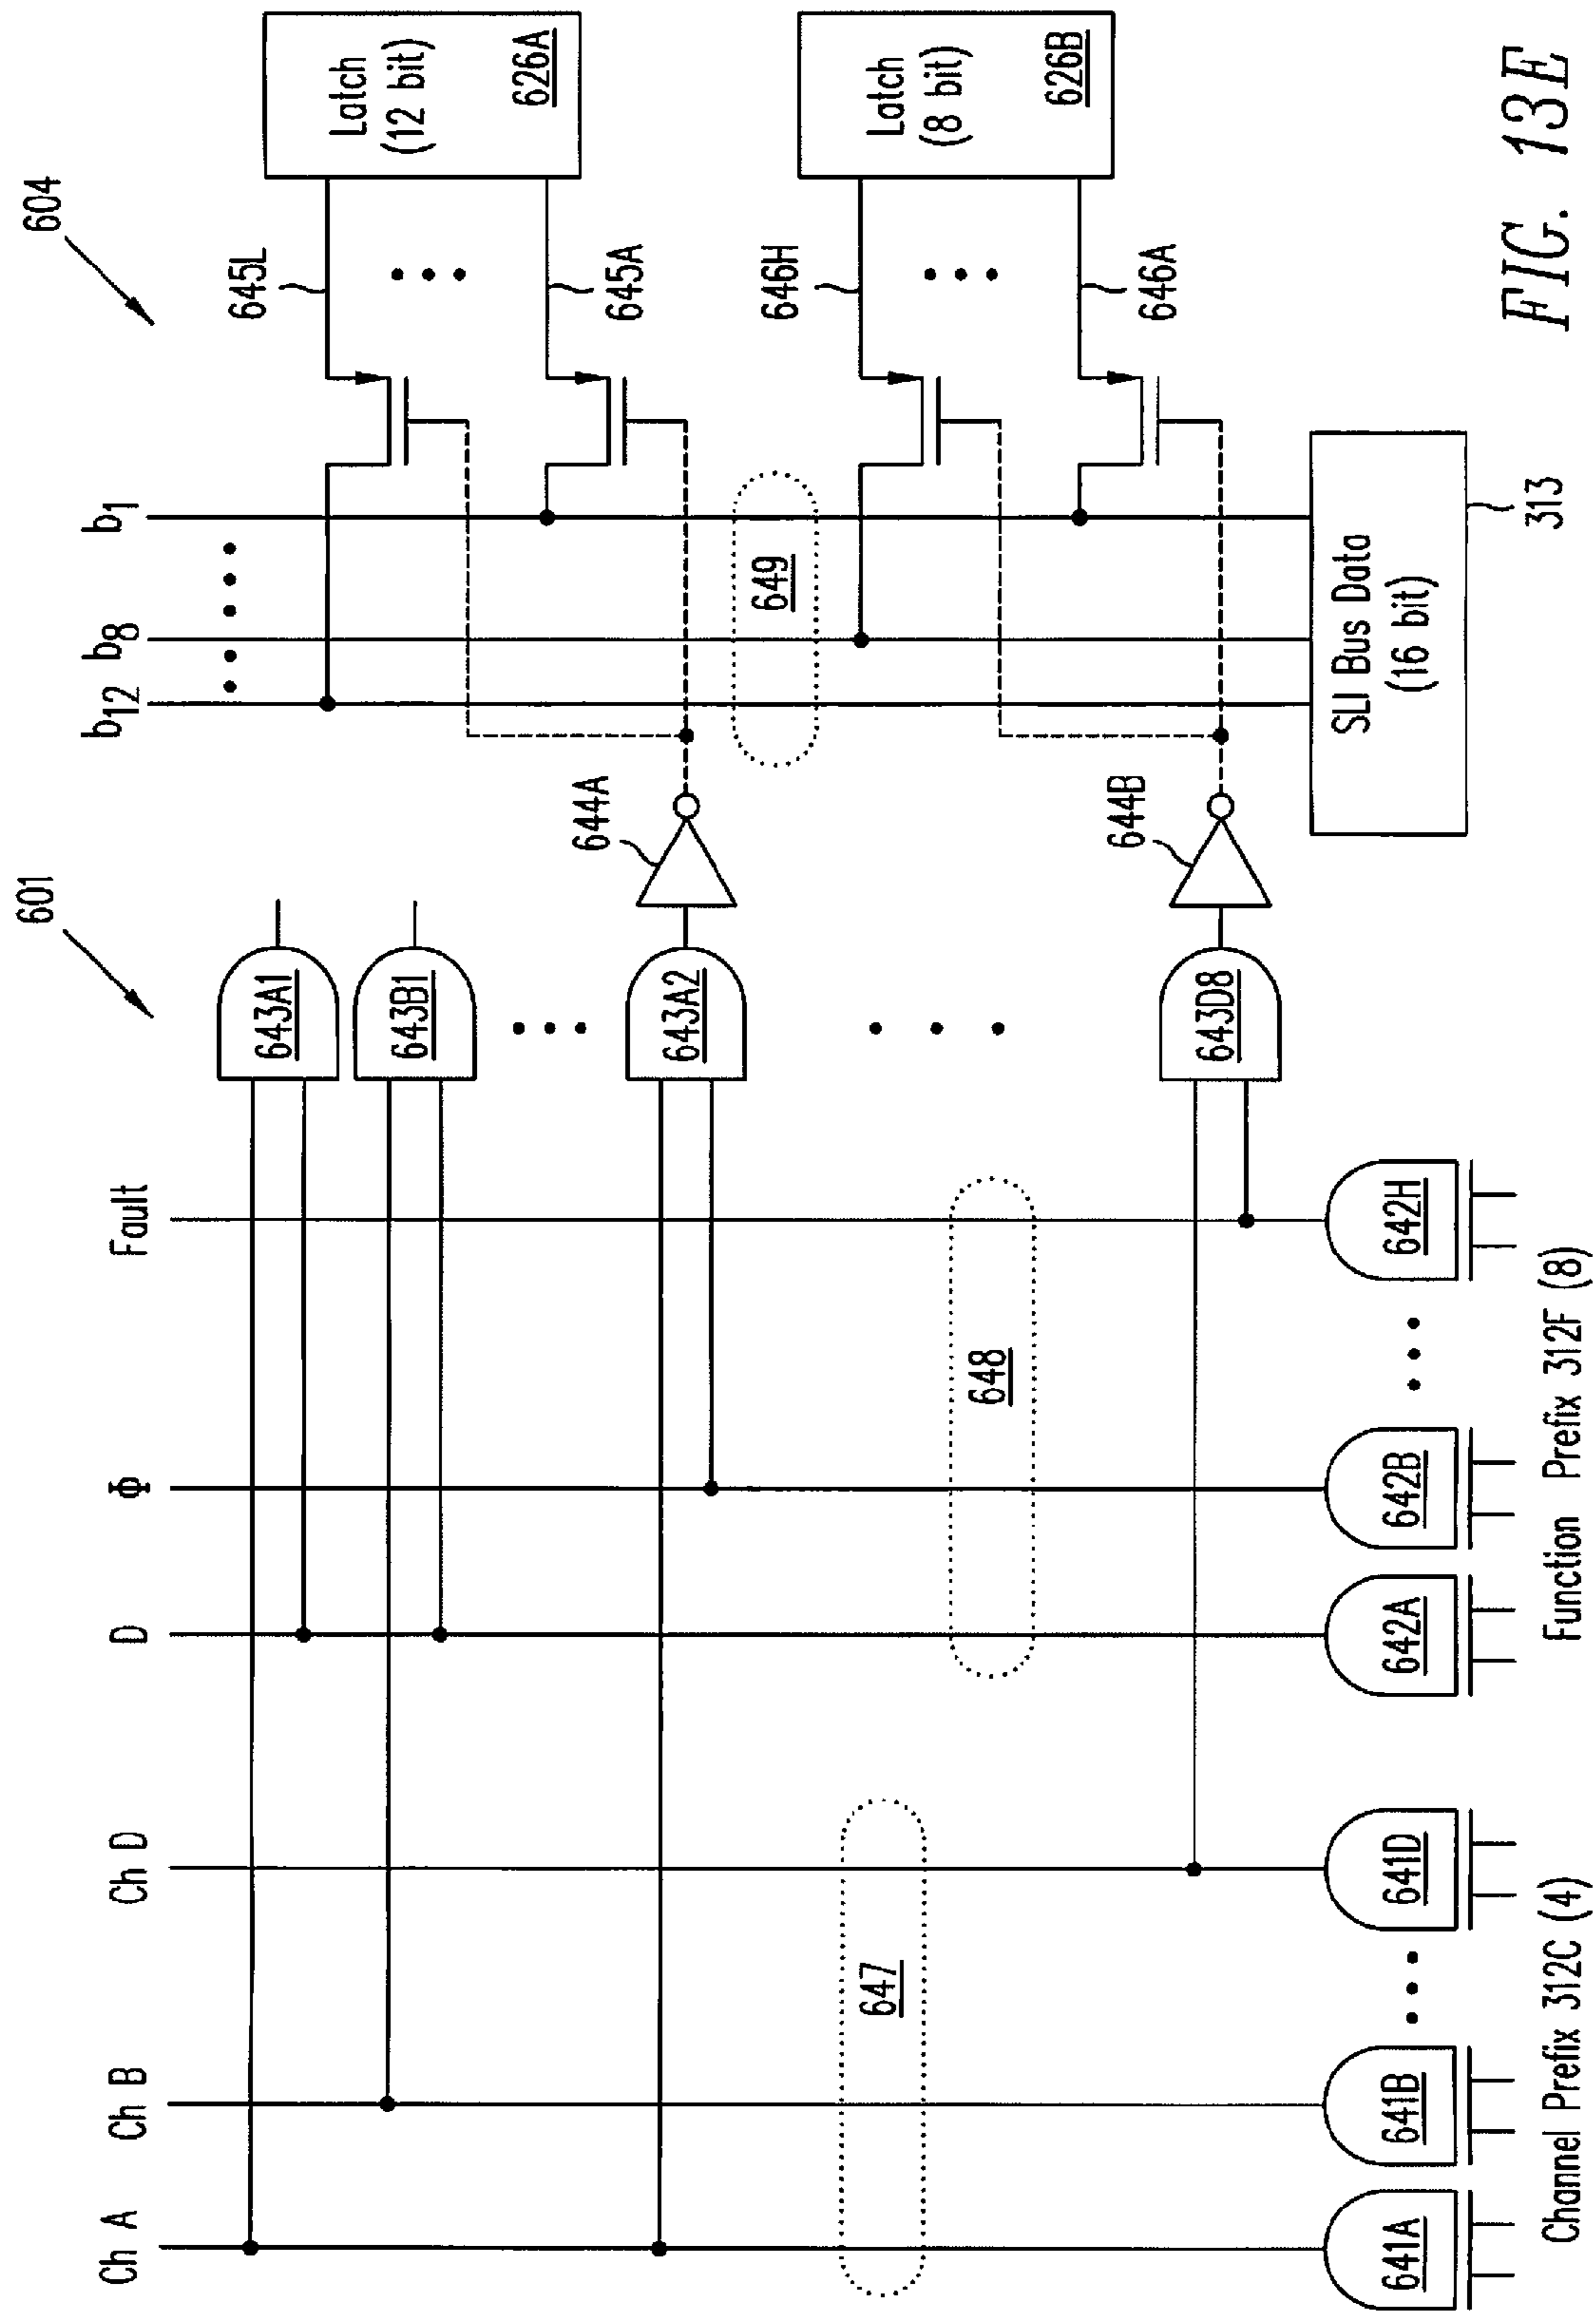 601
604
Ch A
Ch B
Ch D
D
Φ
Fault
b12
b8
b1
643A1
643B1
643A2
643D8
644A
644B
645L
645A
646H
646A
Latch
(12 bit)
626A
Latch
(8 bit)
626B
647
648
649
641A
641B
641D
642A
642B
642H
SLI Bus Data
(16 bit)
313
Channel Prefix 312C (4)
Function Prefix 312F (8)
FIG. 13E